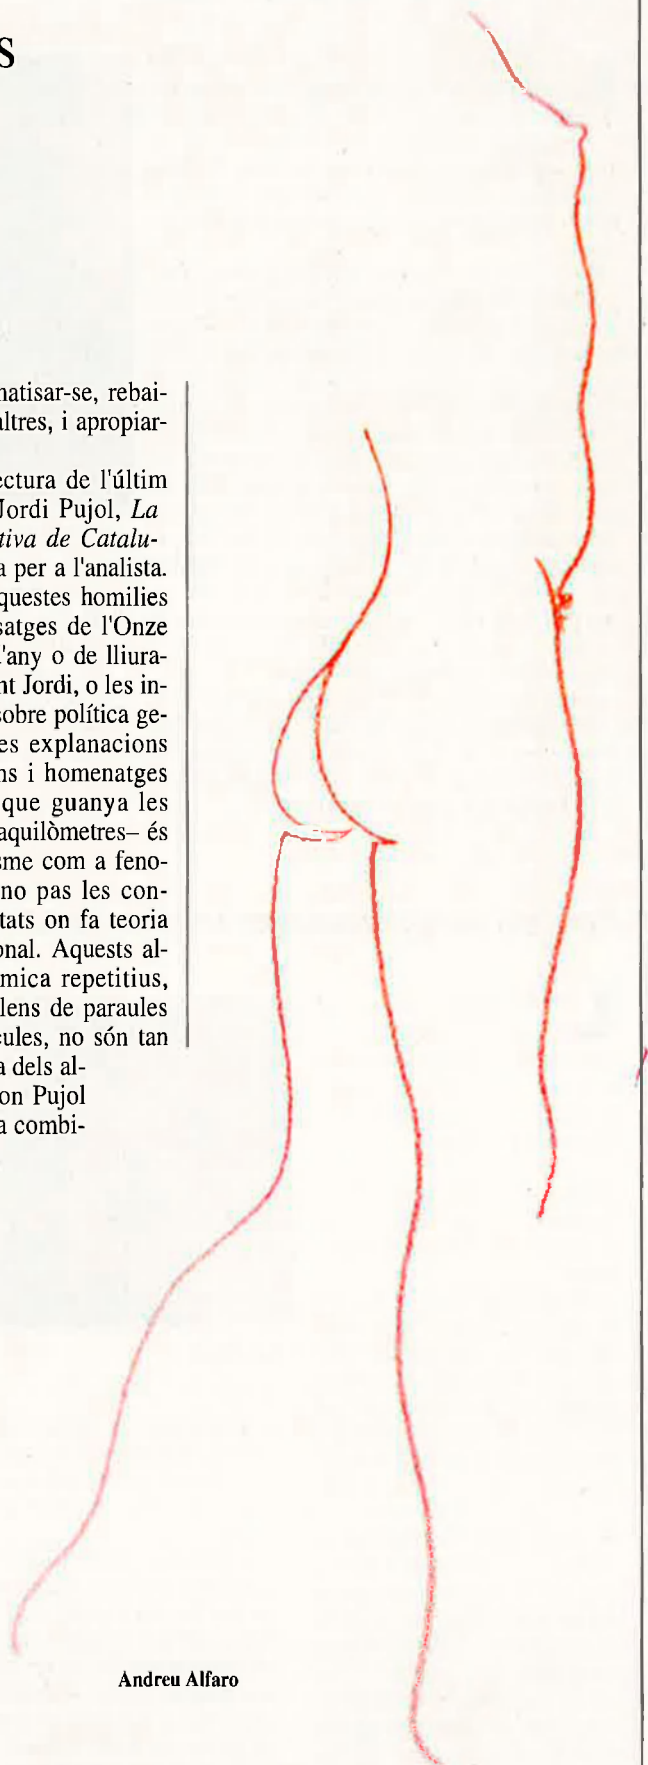 s
matisar-se, rebai-
altres, i apropiar-
ectura de l'últim
Jordi Pujol, La
tiva de Catalu-
a per a l'analista.
questes homilies
satges de l'Onze
l'any o de lliura-
nt Jordi, o les in-
sobre política ge-
es explanacions
ns i homenatges
que guanya les
aquilòmetres– és
sme com a feno-
no pas les con-
tats on fa teoria
onal. Aquests al-
mica repetitius,
lens de paraules
cules, no són tan
a dels al-
on Pujol
a combi-
Andreu Alfaro